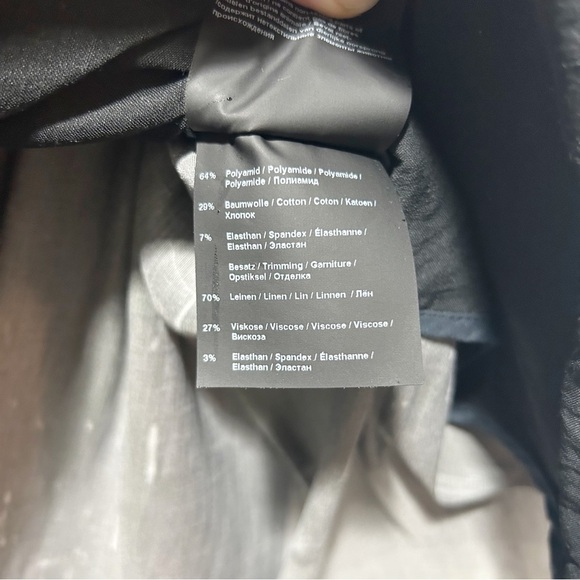 происхождения
64% Polyamid / Polyamide / Polyamide /
Polyamide / Полиамид
29% Baumwolle / Cotton / Coton / Katoen /
Хлопок
7% Elasthan / Spandex / Élasthanne /
Elasthan / Эластан
Besatz / Trimming / Garniture /
Opstiksel / Отделка
70% Leinen / Linen / Lin / Linnen / Лён
27% Viskose / Viscose / Viscose / Viscose /
Вискоза
3% Elasthan / Spandex / Élasthanne /
Elasthan / Эластан